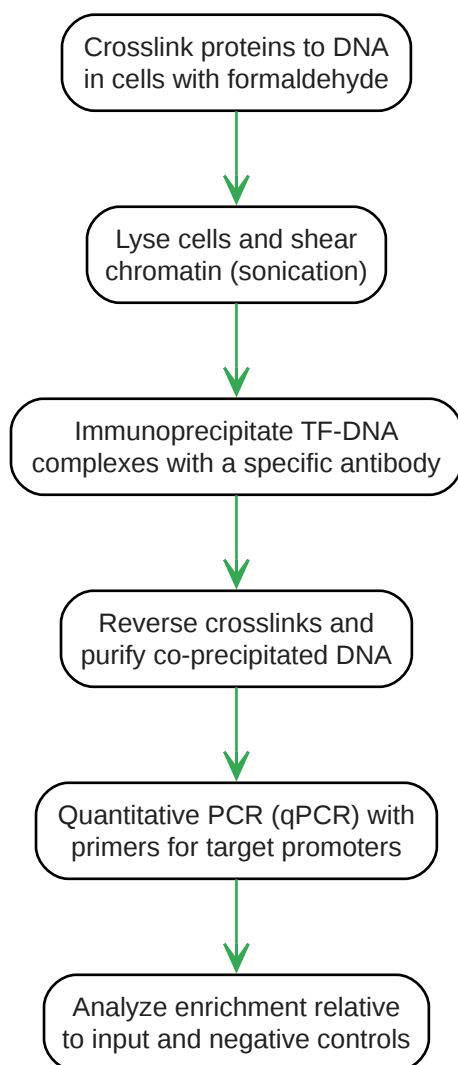 Crosslink proteins to DNA
in cells with formaldehyde
Lyse cells and shear
chromatin (sonication)
Immunoprecipitate TF-DNA
complexes with a specific antibody
Reverse crosslinks and
purify co-precipitated DNA
Quantitative PCR (qPCR) with
primers for target promoters
Analyze enrichment relative
to input and negative controls